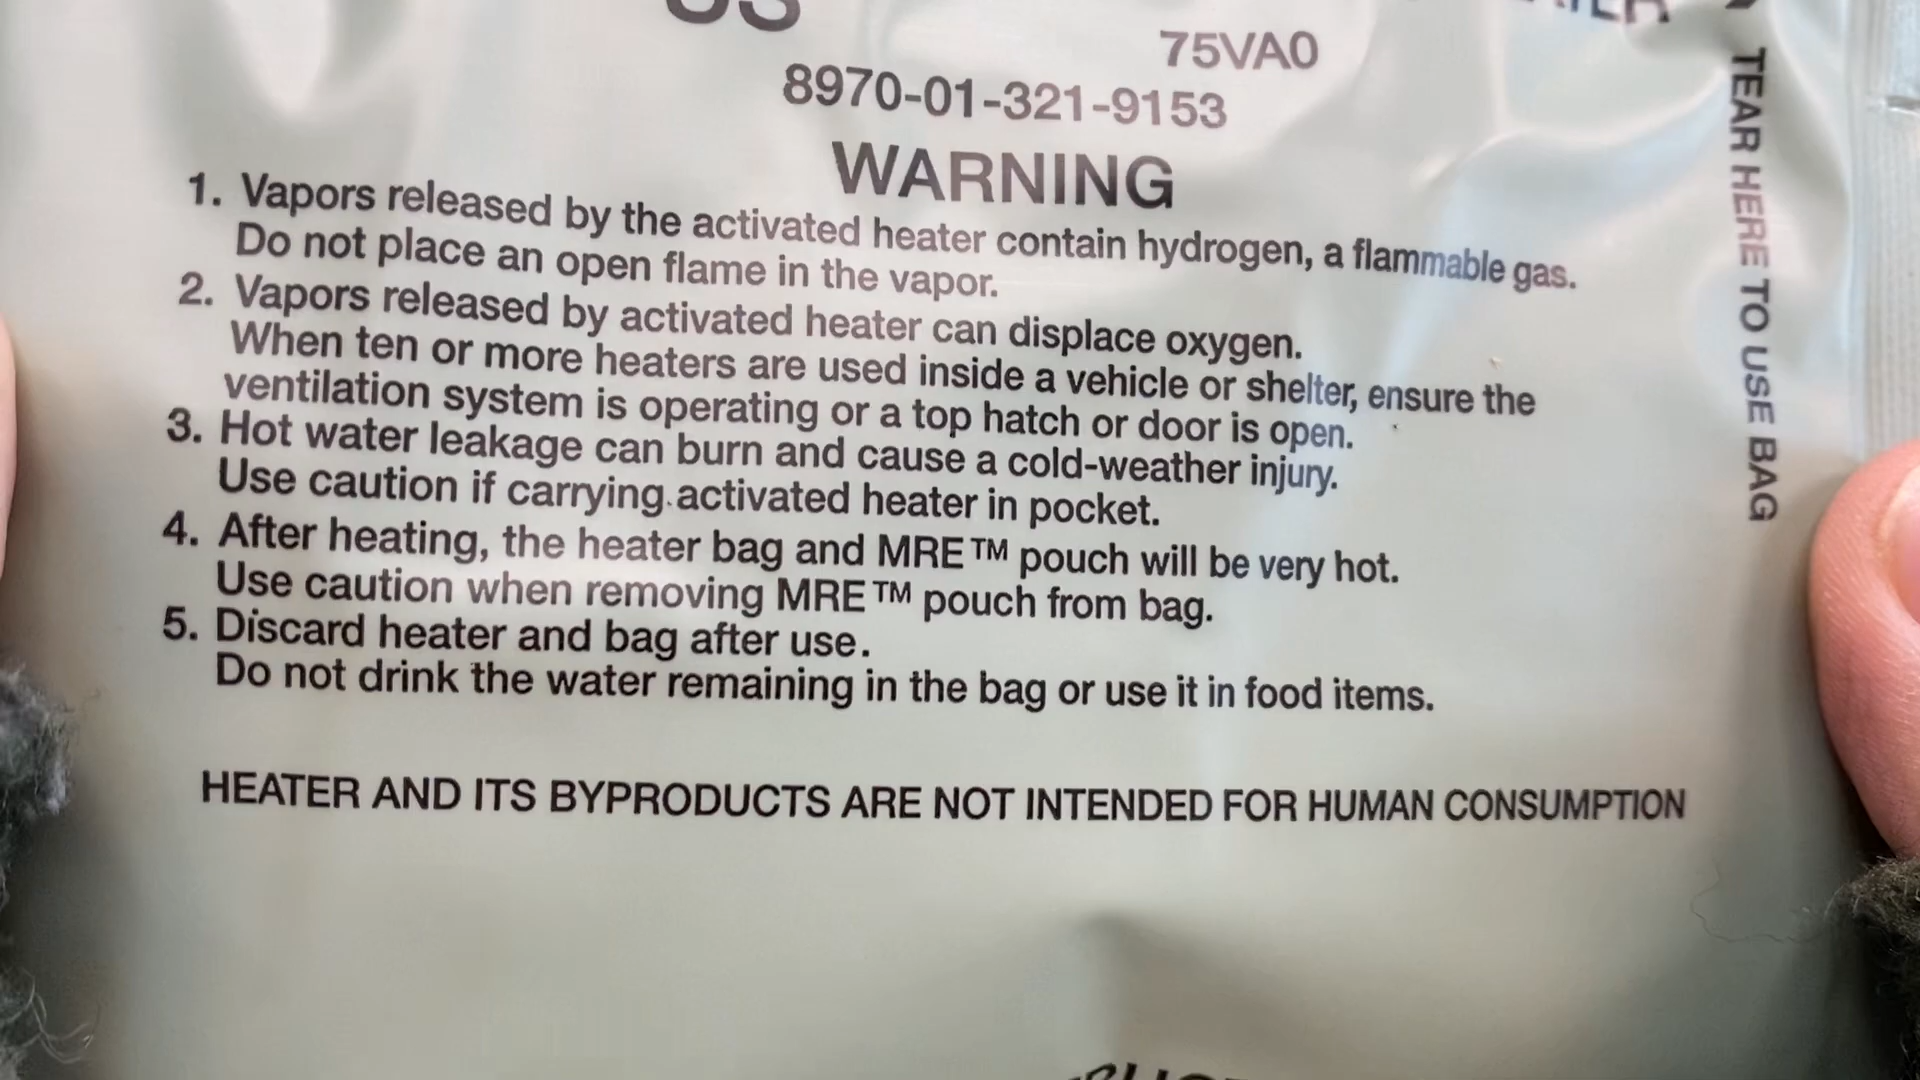 US
75VA0
8970-01-321-9153
WARNING
1. Vapors released by the activated heater contain hydrogen, a flammable gas.
Do not place an open flame in the vapor.
2. Vapors released by activated heater can displace oxygen.
When ten or more heaters are used inside a vehicle or shelter, ensure the
ventilation system is operating or a top hatch or door is open.
3. Hot water leakage can burn and cause a cold-weather injury.
Use caution if carrying activated heater in pocket.
4. After heating, the heater bag and MRE™ pouch will be very hot.
Use caution when removing MRE™ pouch from bag.
5. Discard heater and bag after use.
Do not drink the water remaining in the bag or use it in food items.
HEATER AND ITS BYPRODUCTS ARE NOT INTENDED FOR HUMAN CONSUMPTION
TEAR HERE TO USE BAG